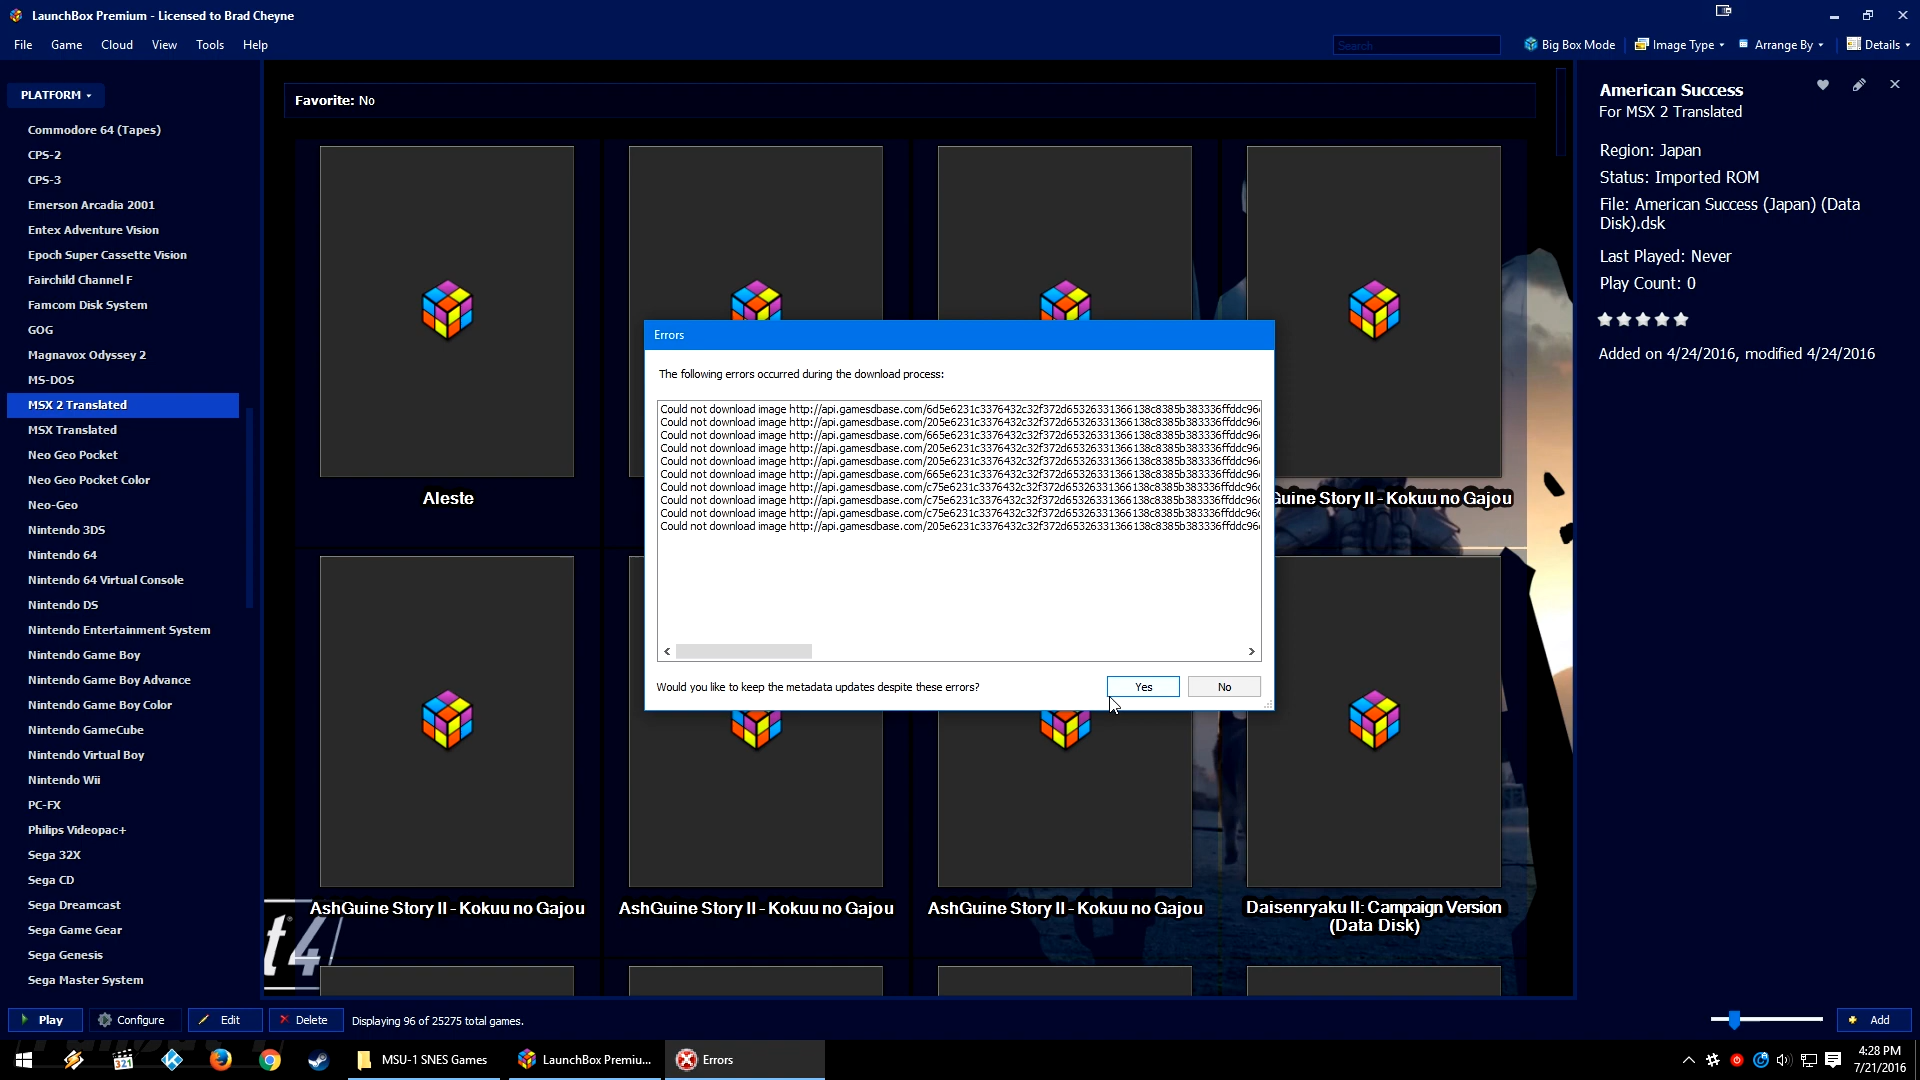 LaunchBox Premium - Licensed to Brad Cheyne
File Game Cloud View Tools Help
Search
Big Box Mode
Image Type
Arrange By
Details
PLATFORM
Commodore 64 (Tapes)
CPS-2
CPS-3
Emerson Arcadia 2001
Entex Adventure Vision
Epoch Super Cassette Vision
Fairchild Channel F
Famcom Disk System
GOG
Magnavox Odyssey 2
MS-DOS
MSX 2 Translated
MSX Translated
Neo Geo Pocket
Neo Geo Pocket Color
Neo-Geo
Nintendo 3DS
Nintendo 64
Nintendo 64 Virtual Console
Nintendo DS
Nintendo Entertainment System
Nintendo Game Boy
Nintendo Game Boy Advance
Nintendo Game Boy Color
Nintendo GameCube
Nintendo Virtual Boy
Nintendo Wii
PC-FX
Philips Videopac+
Sega 32X
Sega CD
Sega Dreamcast
Sega Game Gear
Sega Genesis
Sega Master System
Favorite: No
Aleste
Guine Story II - Kokuu no Gajou
AshGuine Story II - Kokuu no Gajou
AshGuine Story II - Kokuu no Gajou
AshGuine Story II - Kokuu no Gajou
Daisenryaku II: Campaign Version
(Data Disk)
t4
Errors
The following errors occurred during the download process:
Could not download image http://api.gamesdbase.com/6d5e6231c3376432c32f372d65326331366138c8385b383336ffddc96
Could not download image http://api.gamesdbase.com/205e6231c3376432c32f372d65326331366138c8385b383336ffddc96
Could not download image http://api.gamesdbase.com/665e6231c3376432c32f372d65326331366138c8385b383336ffddc96
Could not download image http://api.gamesdbase.com/205e6231c3376432c32f372d65326331366138c8385b383336ffddc96
Could not download image http://api.gamesdbase.com/205e6231c3376432c32f372d65326331366138c8385b383336ffddc96
Could not download image http://api.gamesdbase.com/665e6231c3376432c32f372d65326331366138c8385b383336ffddc96
Could not download image http://api.gamesdbase.com/c75e6231c3376432c32f372d65326331366138c8385b383336ffddc96
Could not download image http://api.gamesdbase.com/c75e6231c3376432c32f372d65326331366138c8385b383336ffddc96
Could not download image http://api.gamesdbase.com/c75e6231c3376432c32f372d65326331366138c8385b383336ffddc96
Could not download image http://api.gamesdbase.com/205e6231c3376432c32f372d65326331366138c8385b383336ffddc96
Would you like to keep the metadata updates despite these errors?
Yes
No
American Success
For MSX 2 Translated
Region: Japan
Status: Imported ROM
File: American Success (Japan) (Data
Disk).dsk
Last Played: Never
Play Count: 0
Added on 4/24/2016, modified 4/24/2016
Play
Configure
Edit
Delete
Displaying 96 of 25275 total games.
Add
321
MSU-1 SNES Games
LaunchBox Premiu...
Errors
4:28 PM
7/21/2016